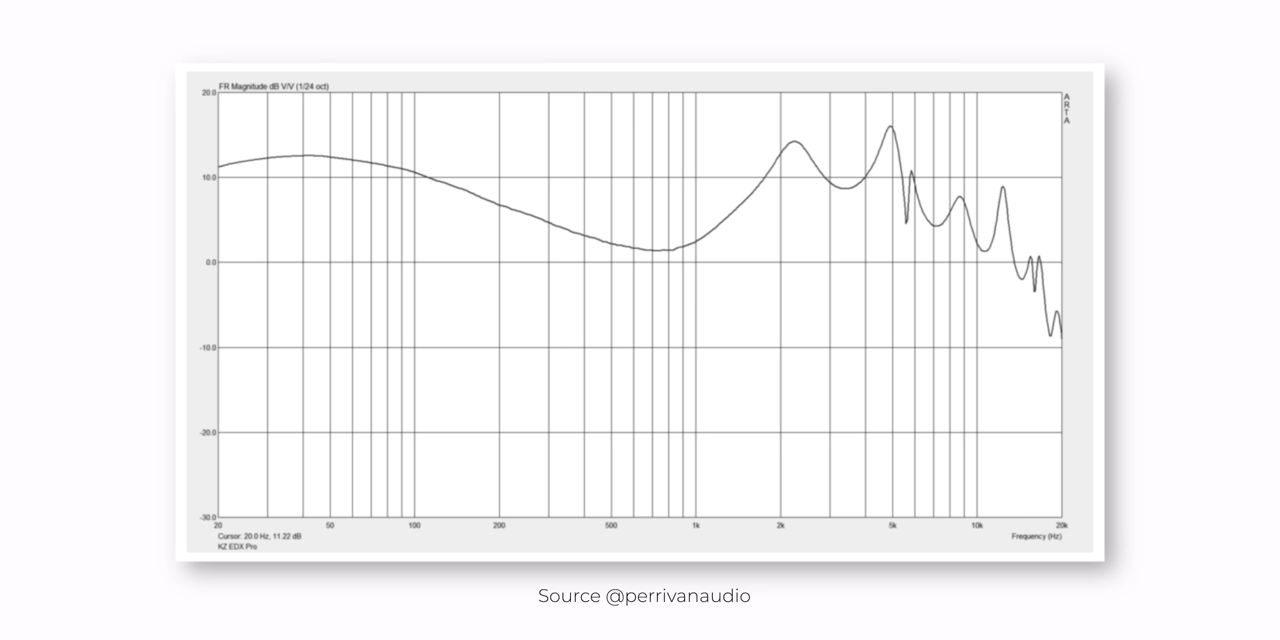 FR Magnitude dB V/V (1/24 oct)
20.0
A
R
T
A
10.0
0.0
-10.0
-20.0
-30.0
20 50 100 200 500 1k 2k 5k 10k 20k
Cursor: 20.0 Hz, 11.22 dB Frequency (Hz)
KZ EDX Pro
Source @perrivanaudio